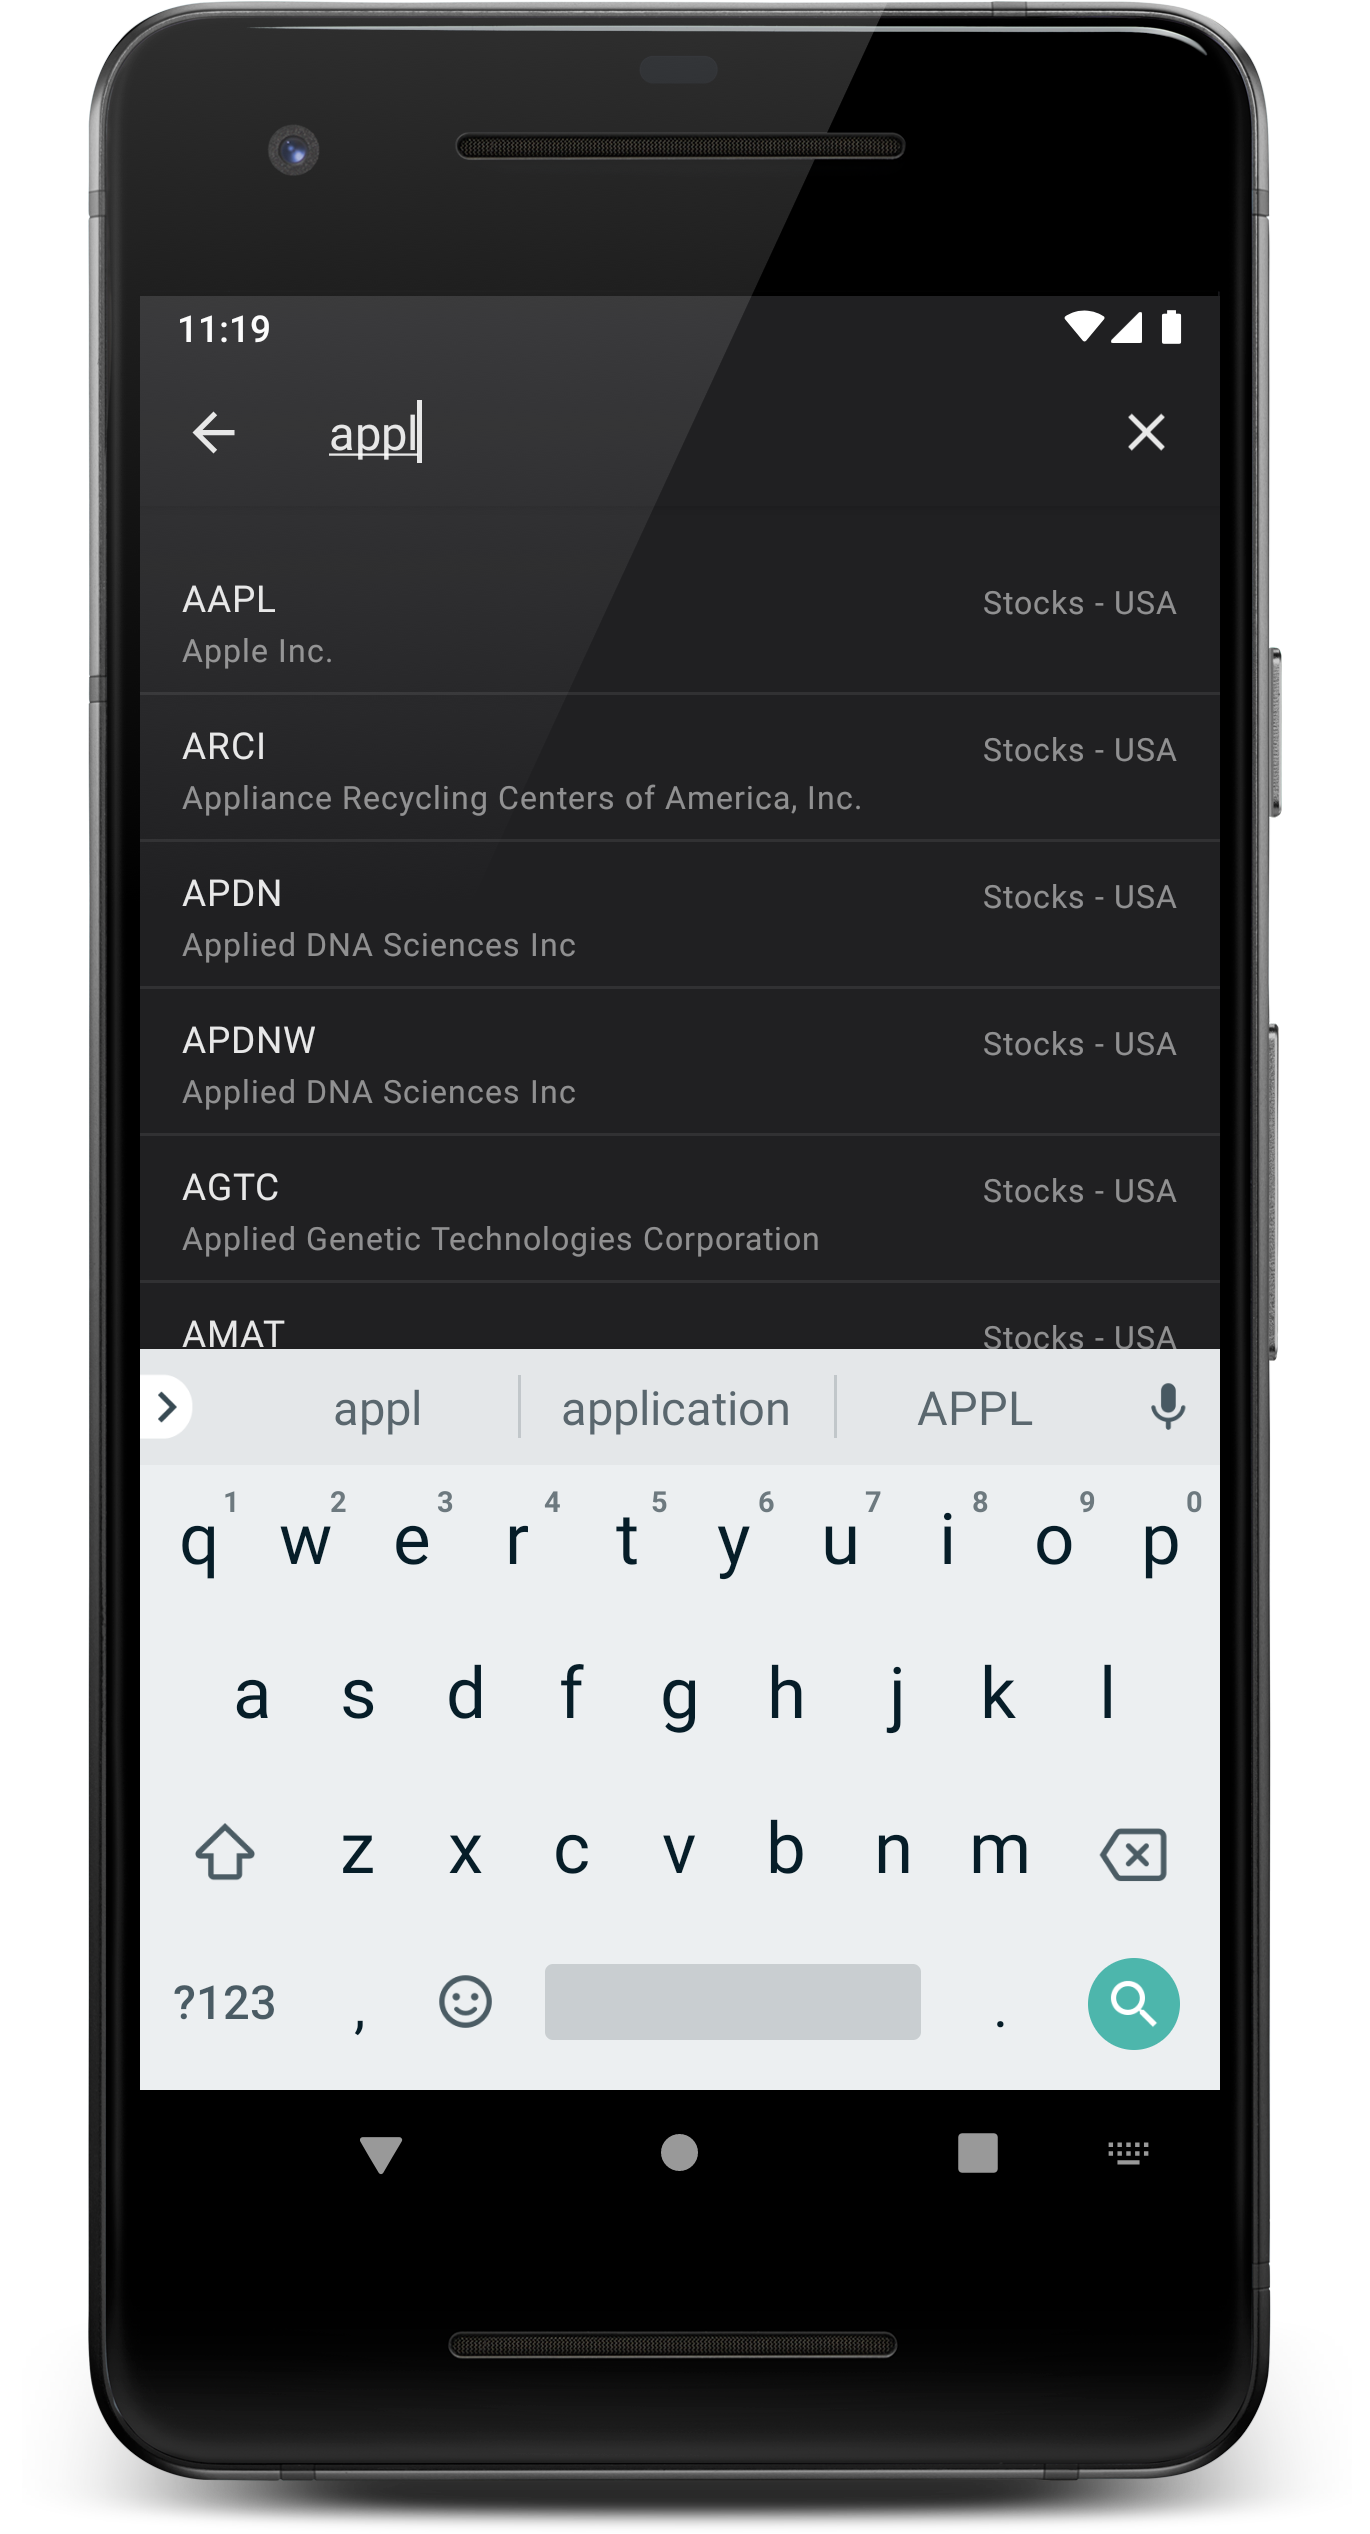 11:19
appl
AAPL Stocks - USA
Apple Inc.
ARCI Stocks - USA
Appliance Recycling Centers of America, Inc.
APDN Stocks - USA
Applied DNA Sciences Inc
APDNW Stocks - USA
Applied DNA Sciences Inc
AGTC Stocks - USA
Applied Genetic Technologies Corporation
AMAT Stocks - USA
appl application APPL
1 2 3 4 5 6 7 8 9 0
q w e r t y u i o p
a s d f g h j k l
z x c v b n m
?123 , .